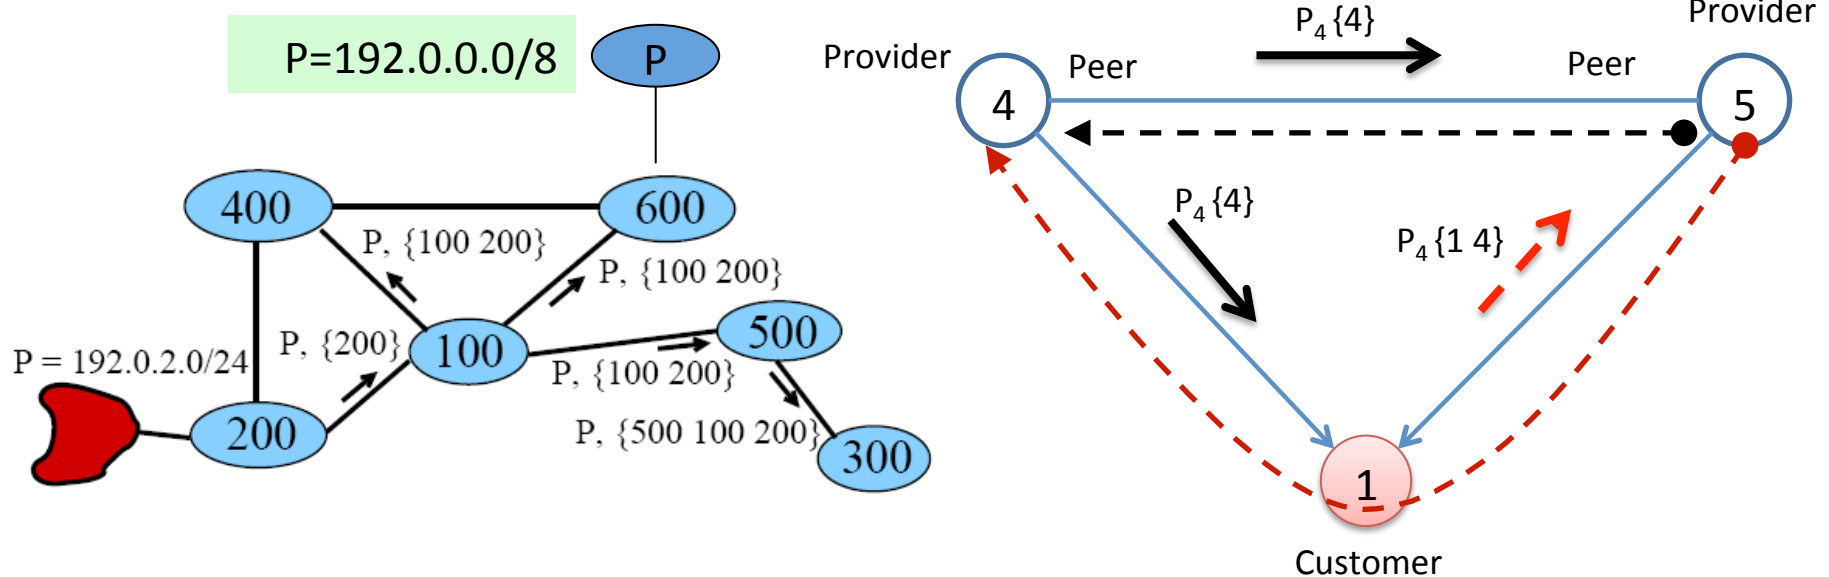 P=192.0.0.0/8
P
400
600
P, {100 200}
P, {100 200}
P = 192.0.2.0/24
P, {200}
100
500
P, {100 200}
200
P, {500 100 200}
300
P4 {4}
Provider
Provider
Peer
Peer
4
5
P4 {4}
P4 {1 4}
1
Customer